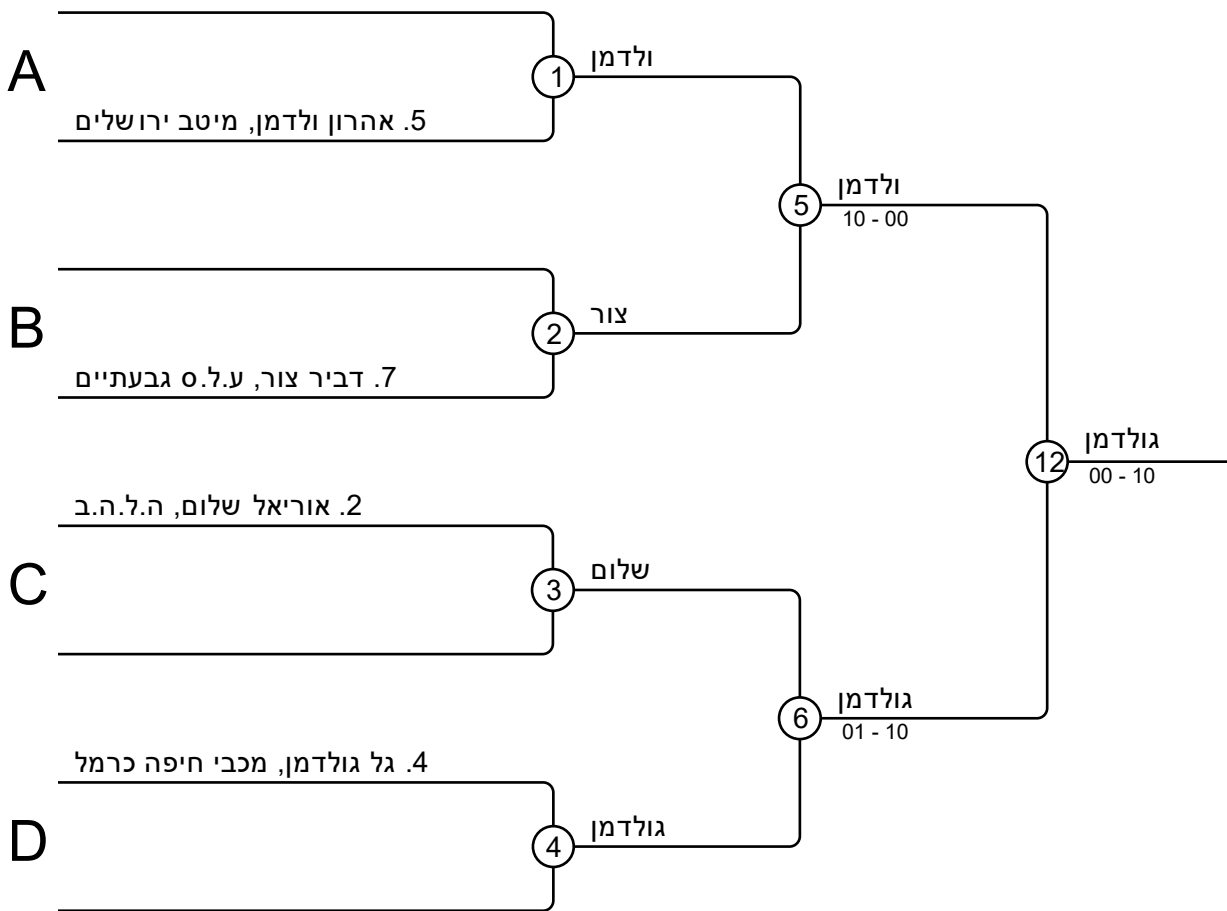 A
1
ולדמן
5. אהרון ולדמן, מיטב ירושלים
5
ולדמן
10 - 00
B
2
צור
7. דביר צור, ע.ל.ס גבעתיים
12
גולדמן
00 - 10
2. אוריאל שלום, ה.ל.ה.ב
C
3
שלום
6
גולדמן
01 - 10
4. גל גולדמן, מכבי חיפה כרמל
D
4
גולדמן